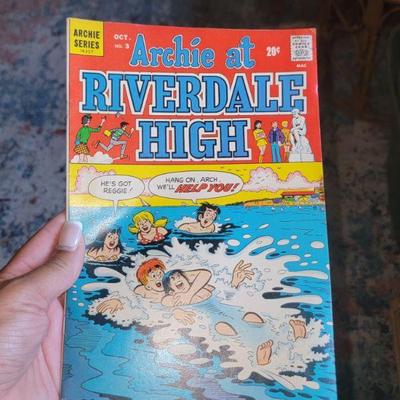 ARCHIE
SERIES
OCT.
NO. 3
Archie at
20¢
RIVERDALE
HIGH
HE'S GOT
REGGIE!
HANG ON, ARCH,
WE'LL HELP YOU!